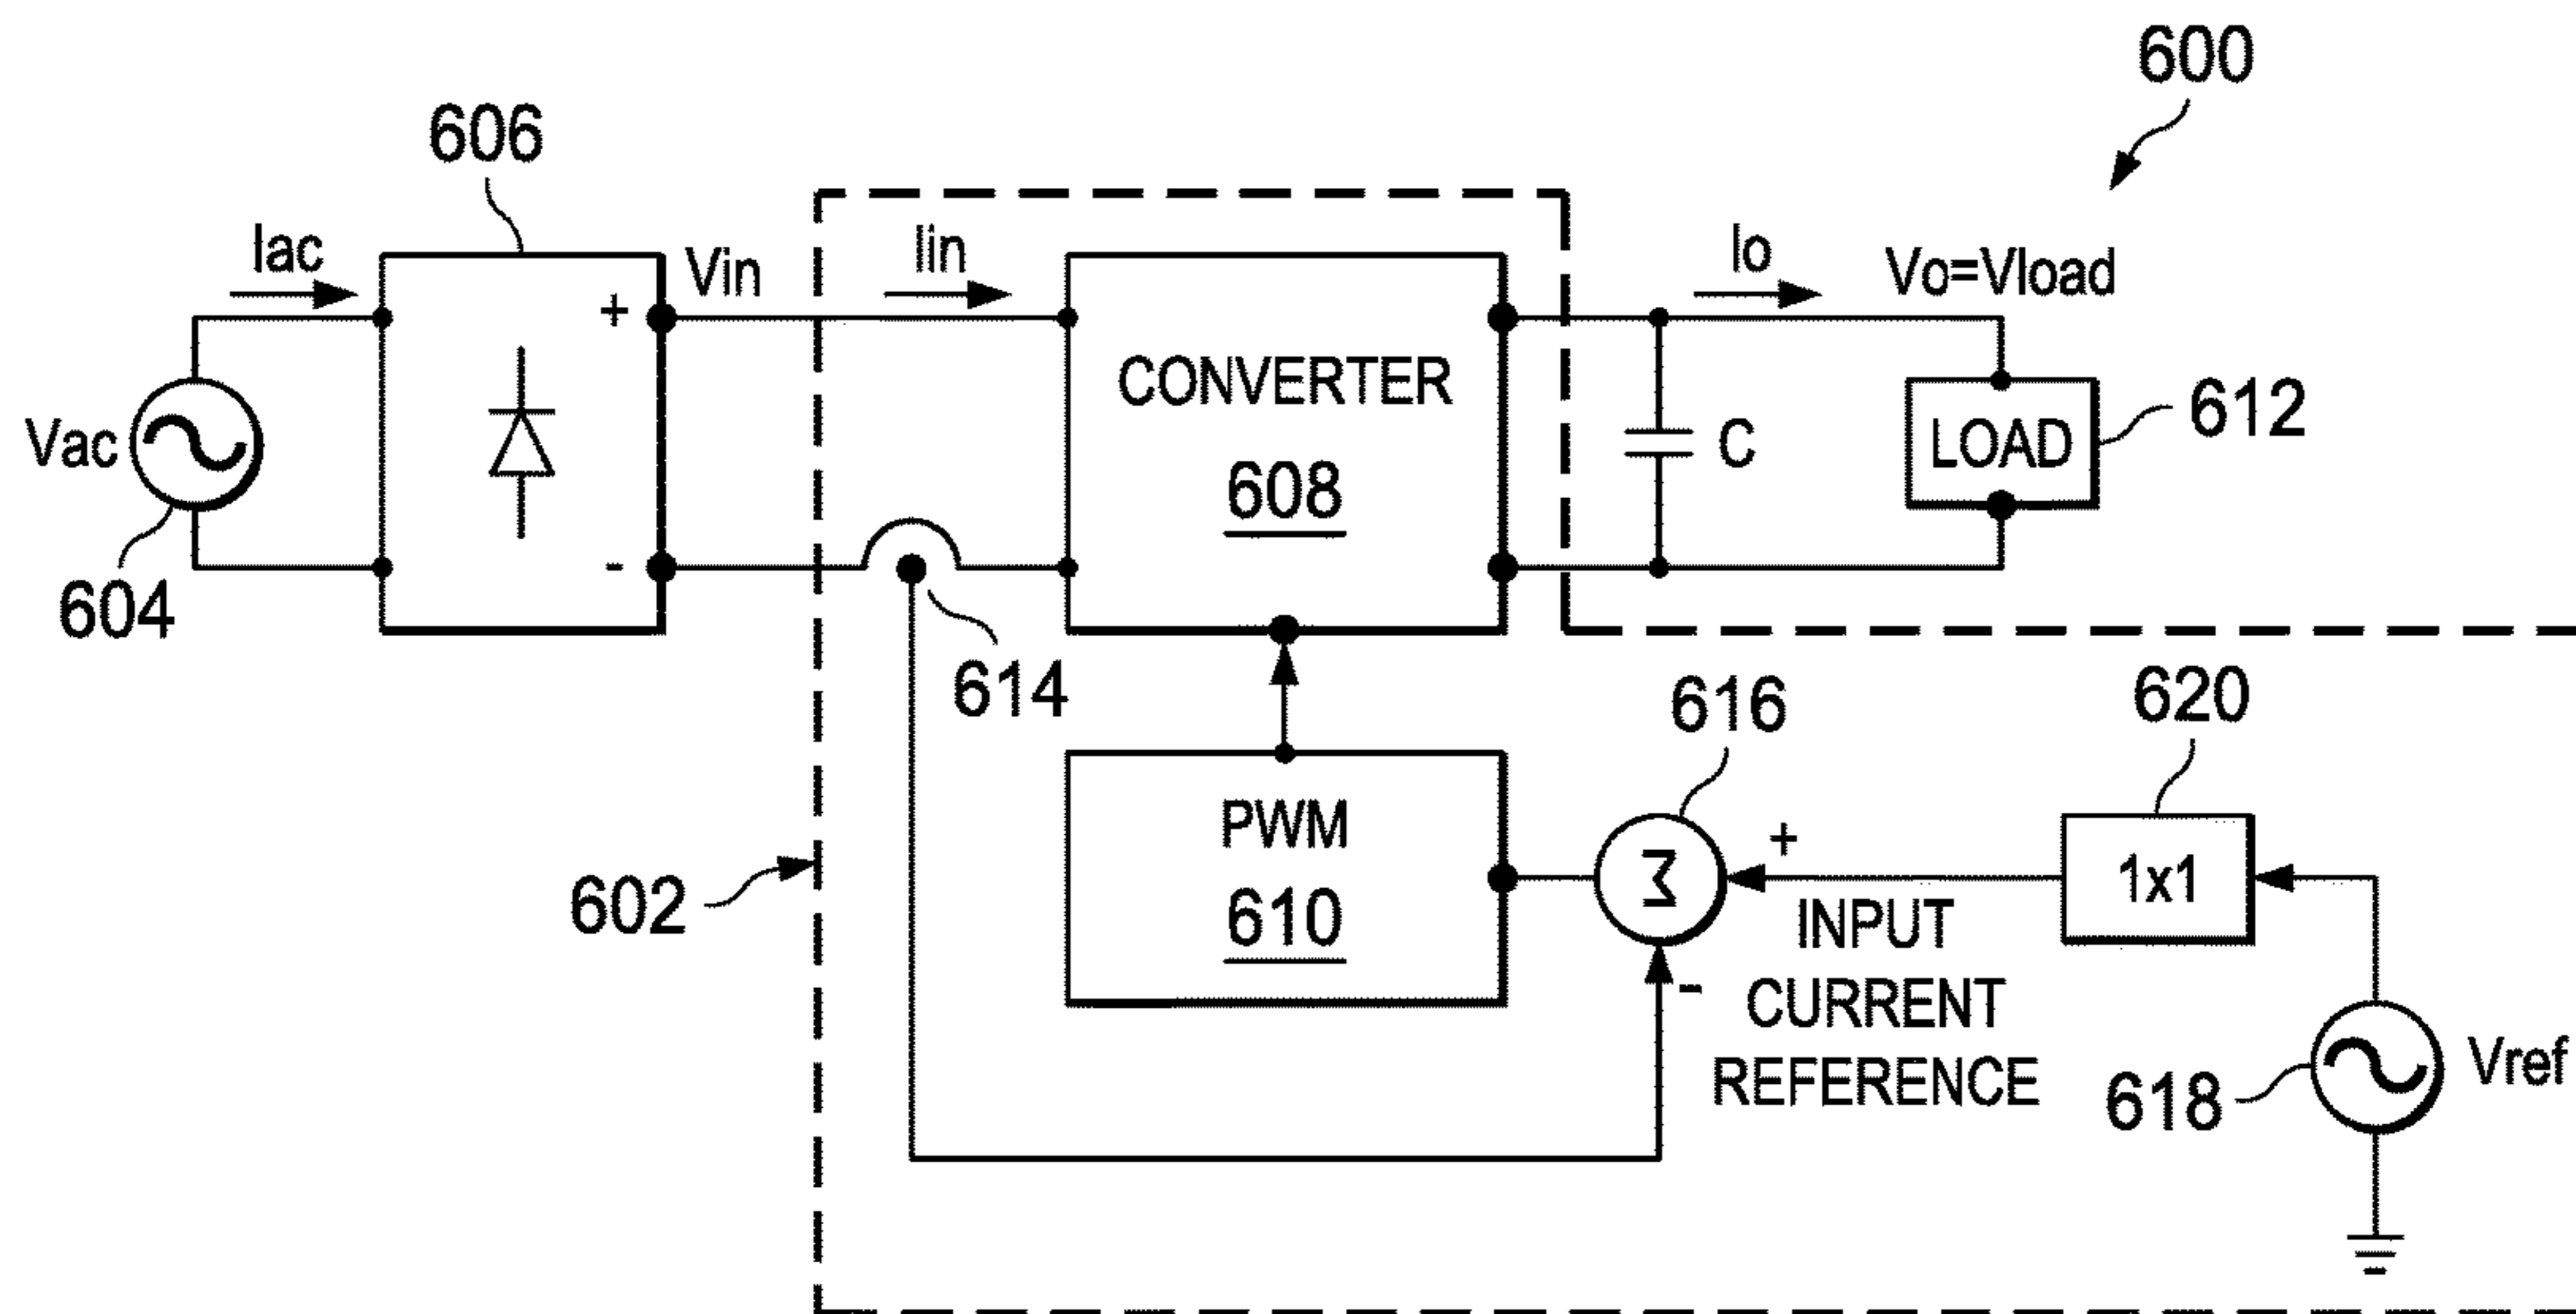 600
606
Iac
Vin
Iin
Io
Vo=Vload
+
CONVERTER
608
C
LOAD
612
Vac
-
604
614
616
620
PWM
610
Σ
+
1x1
602
INPUT
CURRENT
REFERENCE
-
618
Vref